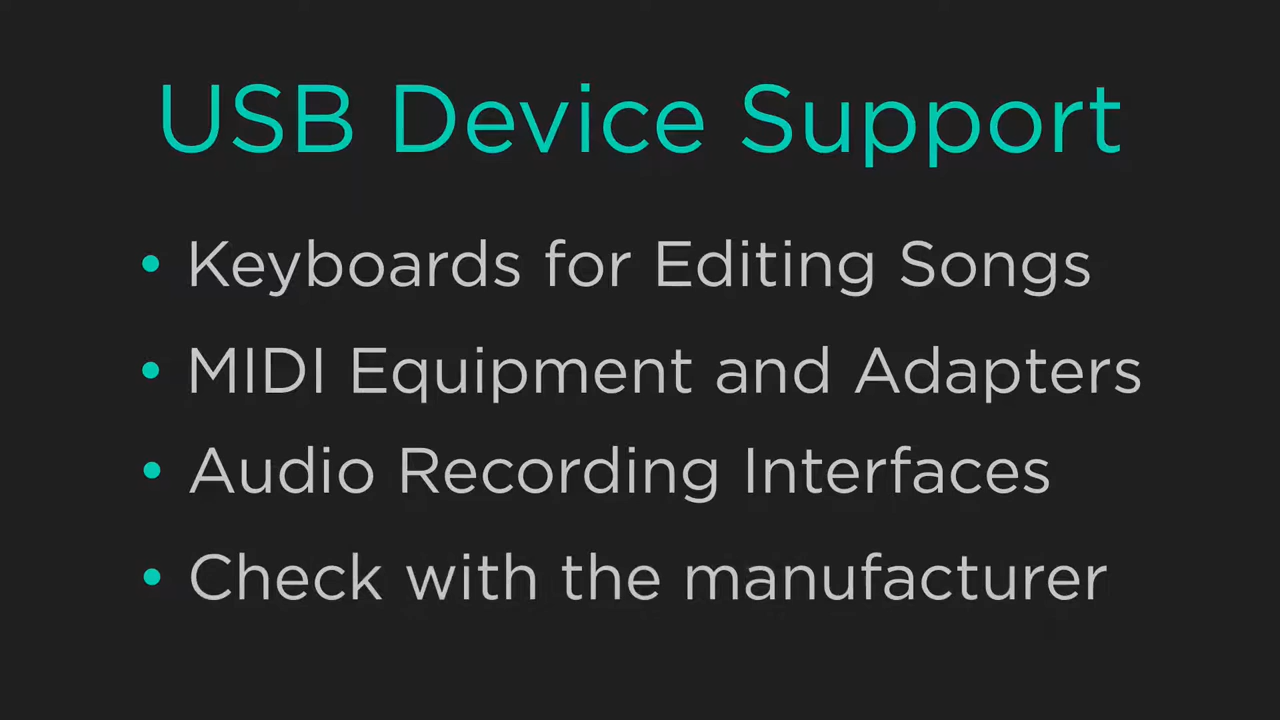 USB Device Support
• Keyboards for Editing Songs
• MIDI Equipment and Adapters
• Audio Recording Interfaces
• Check with the manufacturer